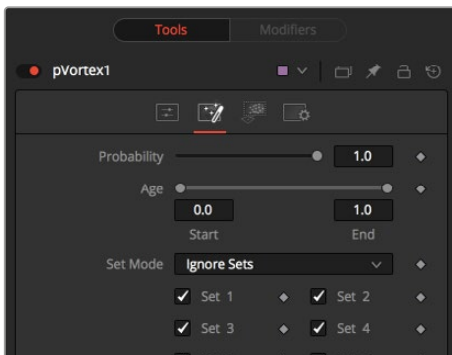 Tools Modifiers
pVortex1
Probability 1.0
Age
0.0 1.0
Start End
Set Mode Ignore Sets
Set 1 Set 2
Set 3 Set 4